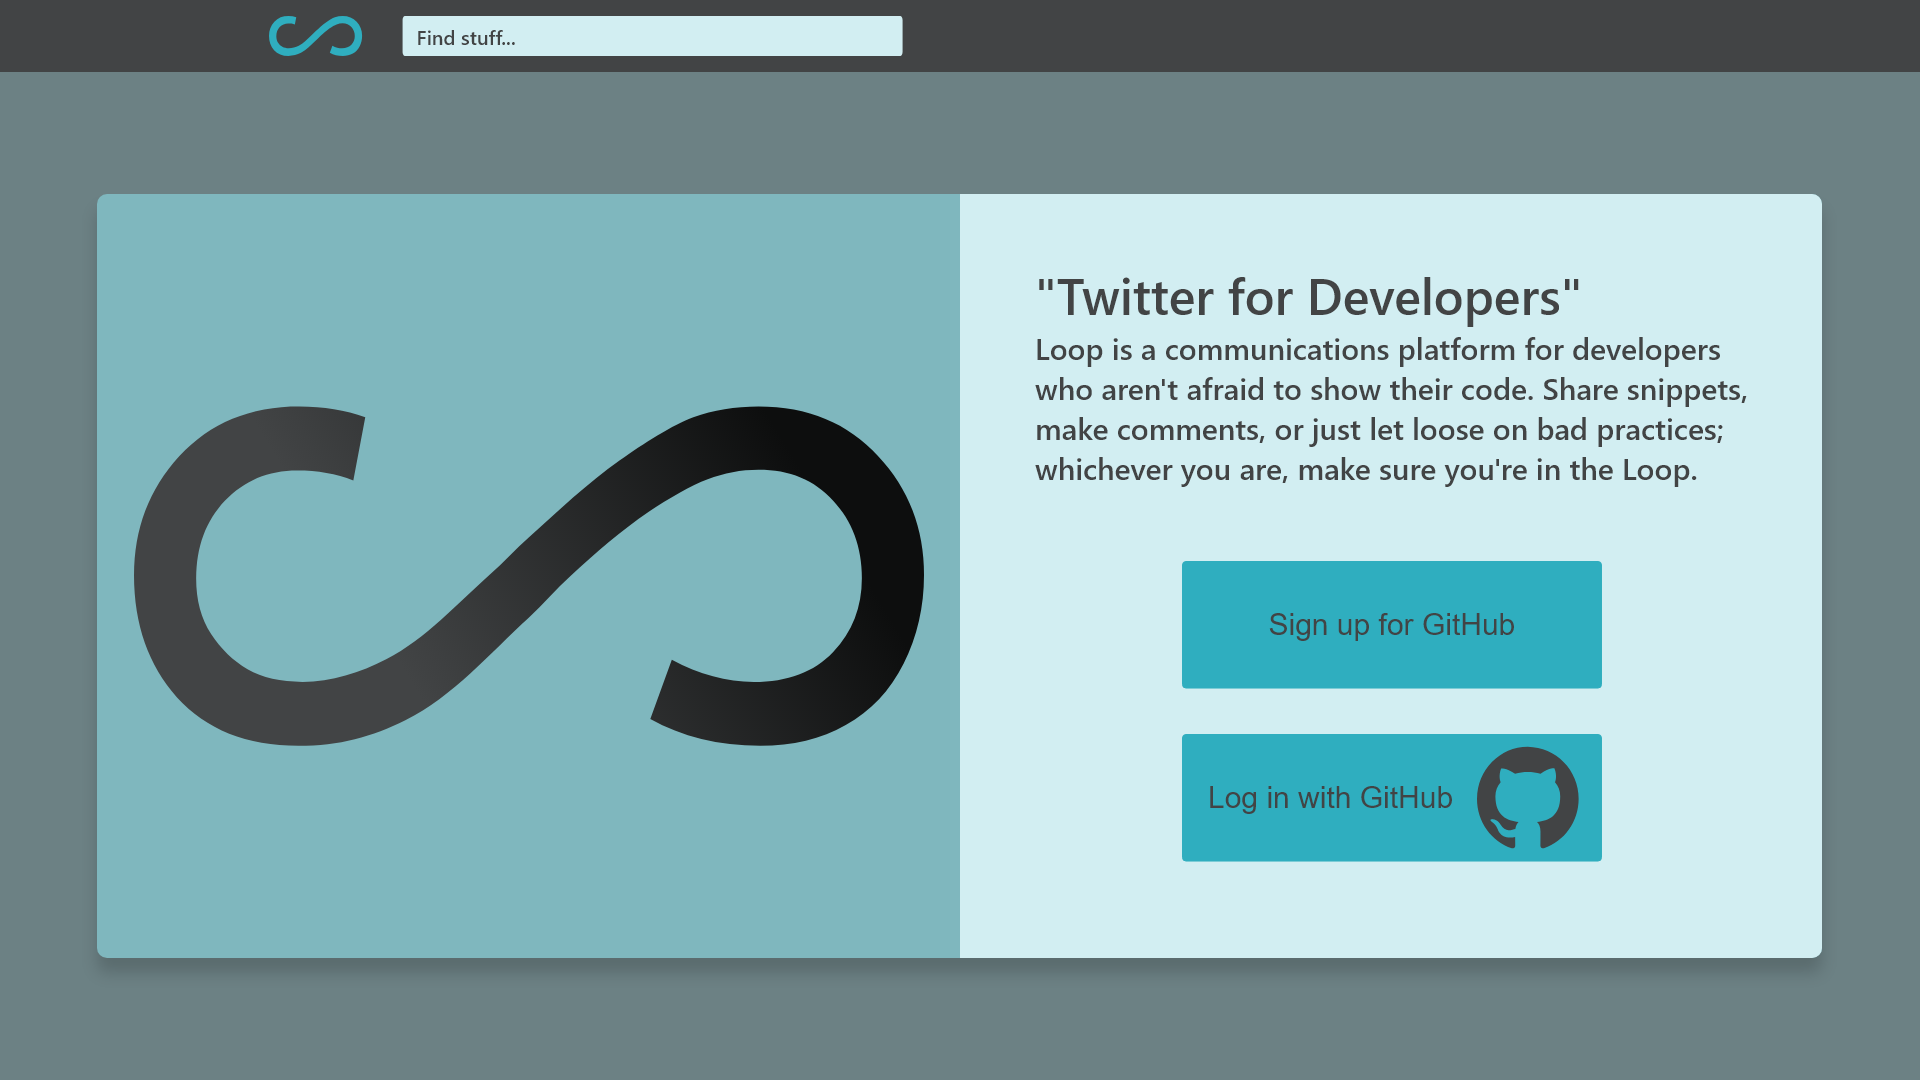 Find stuff...
"Twitter for Developers"
Loop is a communications platform for developers
who aren't afraid to show their code. Share snippets,
make comments, or just let loose on bad practices;
whichever you are, make sure you're in the Loop.
Sign up for GitHub
Log in with GitHub